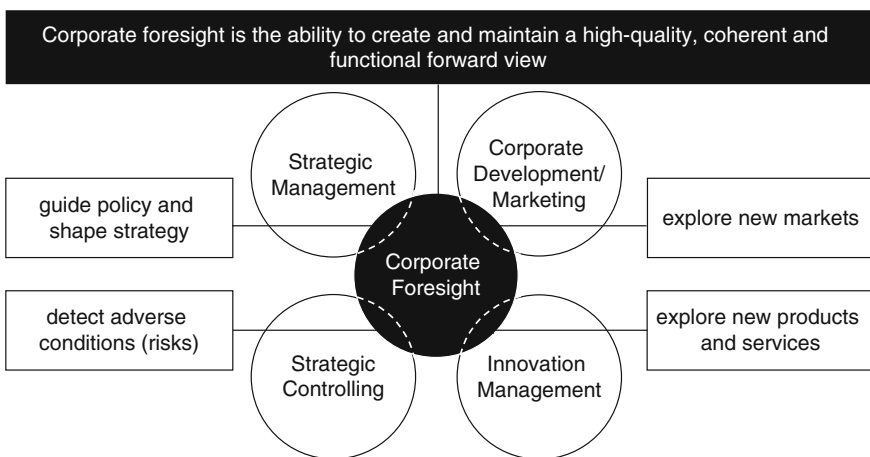 Corporate foresight is the ability to create and maintain a high-quality, coherent and
functional forward view
Strategic
Management
Corporate
Development/
Marketing
guide policy and
shape strategy
explore new markets
Corporate
Foresight
detect adverse
conditions (risks)
explore new products
and services
Strategic
Controlling
Innovation
Management